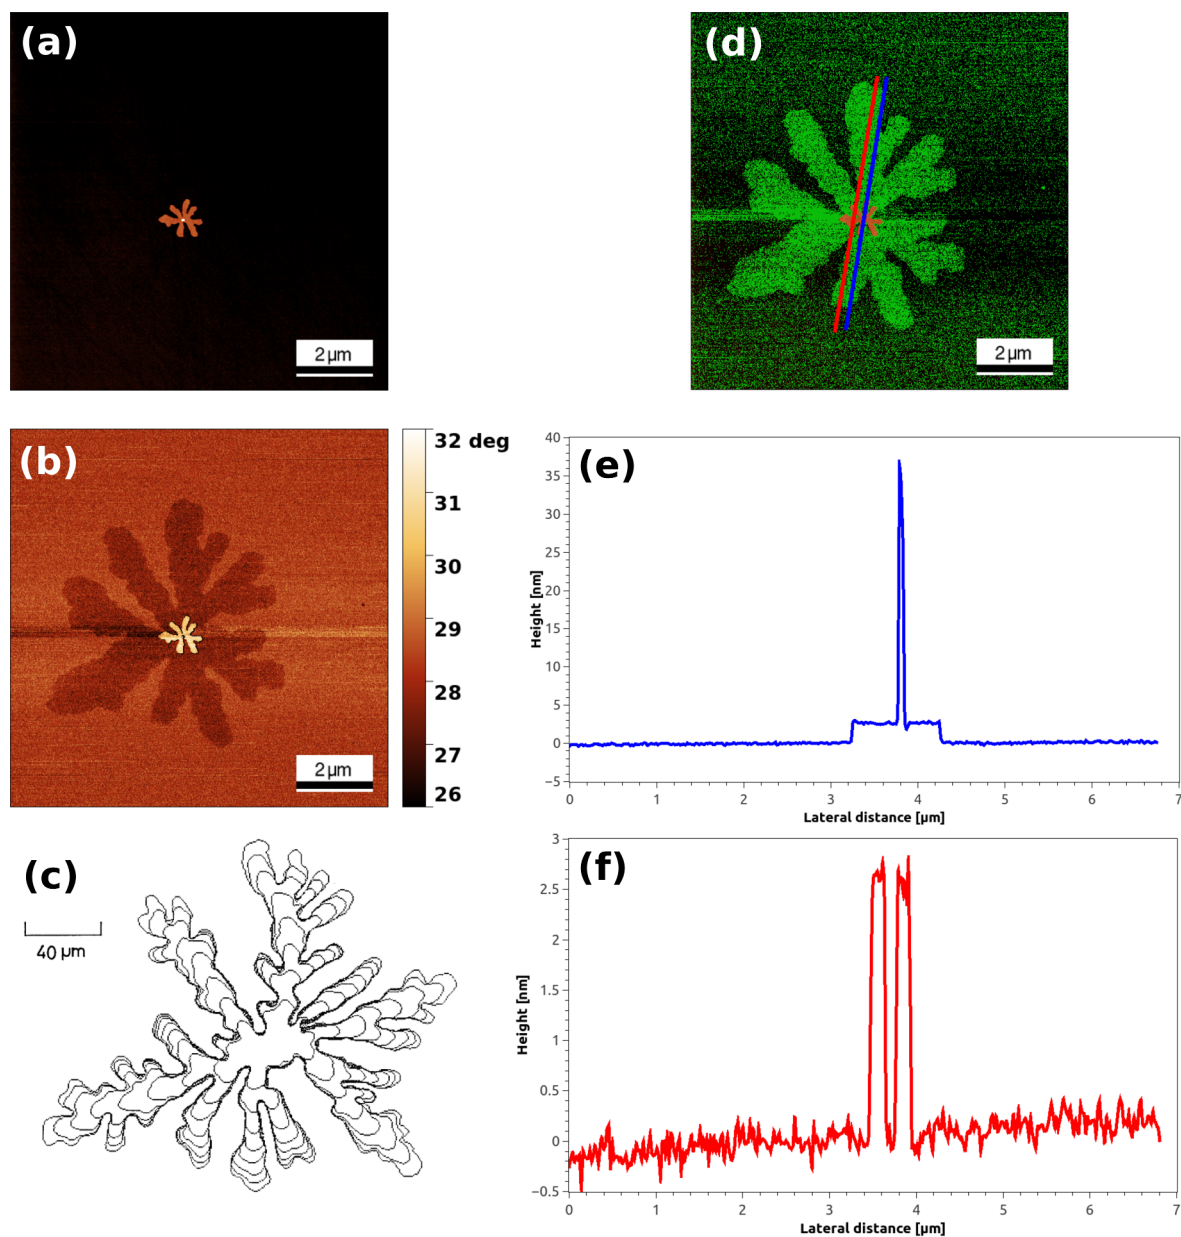 (a)
2 µm
(d)
2 µm
(b)
32 deg
31
30
29
28
27
26
2 µm
(e)
40
35
30
25
20
15
10
5
0
−5
Height [nm]
0 1 2 3 4 5 6 7
Lateral distance [µm]
(c)
40 µm
(f)
3
2.5
2
1.5
1
0.5
0
−0.5
Height [nm]
0 1 2 3 4 5 6 7
Lateral distance [µm]